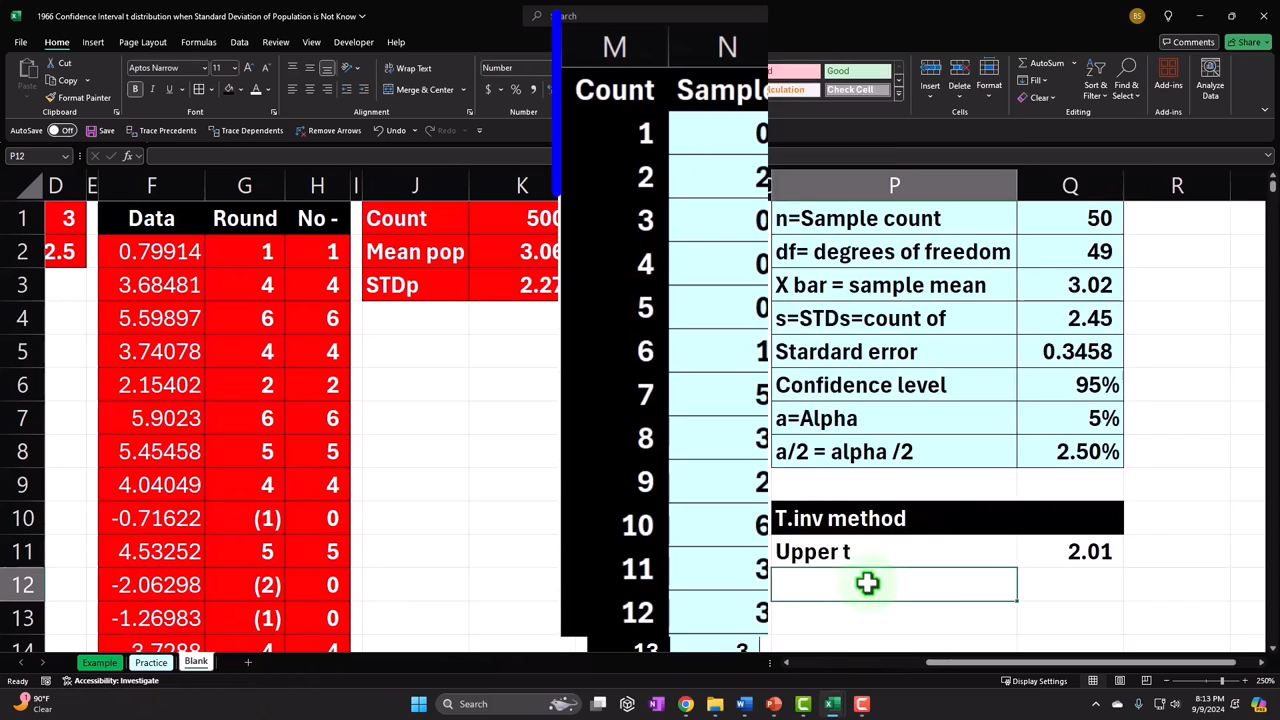 1966 Confidence Interval t distribution when Standard Deviation of Population is Not Know
Search
BS
File Home Insert Page Layout Formulas Data Review View Developer Help
Comments Share
Cut
Copy
Format Painter
Clipboard
Aptos Narrow 11
Font
Wrap Text
Merge & Center
Alignment
Number
$ % 9
Number
Good
Check Cell
Insert Delete Format
Cells
AutoSum
Fill
Clear
Sort & Filter Find & Select
Editing
Add-ins
Add-ins
Analyze Data
AutoSave Off Save Trace Precedents Trace Dependents Remove Arrows Undo Redo
P12 fx
D E F G H I J K M N P Q R
1 3 Data Round No - Count 500
2 2.5 0.79914 1 1 Mean pop 3.06
3 3.68481 4 4 STDp 2.27
4 5.59897 6 6
5 3.74078 4 4
6 2.15402 2 2
7 5.9023 6 6
8 5.45458 5 5
9 4.04049 4 4
10 -0.71622 (1) 0
11 4.53252 5 5
12 -2.06298 (2) 0
13 -1.26983 (1) 0
14 3.7288 4 4
Count Sample
1 0
2 2
3 0
4 0
5 0
6 1
7 5
8 3
9 2
10 6
11 3
12 3
13 3
n=Sample count 50
df= degrees of freedom 49
X bar = sample mean 3.02
s=STDs=count of 2.45
Stardard error 0.3458
Confidence level 95%
a=Alpha 5%
a/2 = alpha /2 2.50%
T.inv method
Upper t 2.01
Example Practice Blank +
Ready Accessibility: Investigate Display Settings 250%
90°F
Clear
Search
8:13 PM
9/9/2024